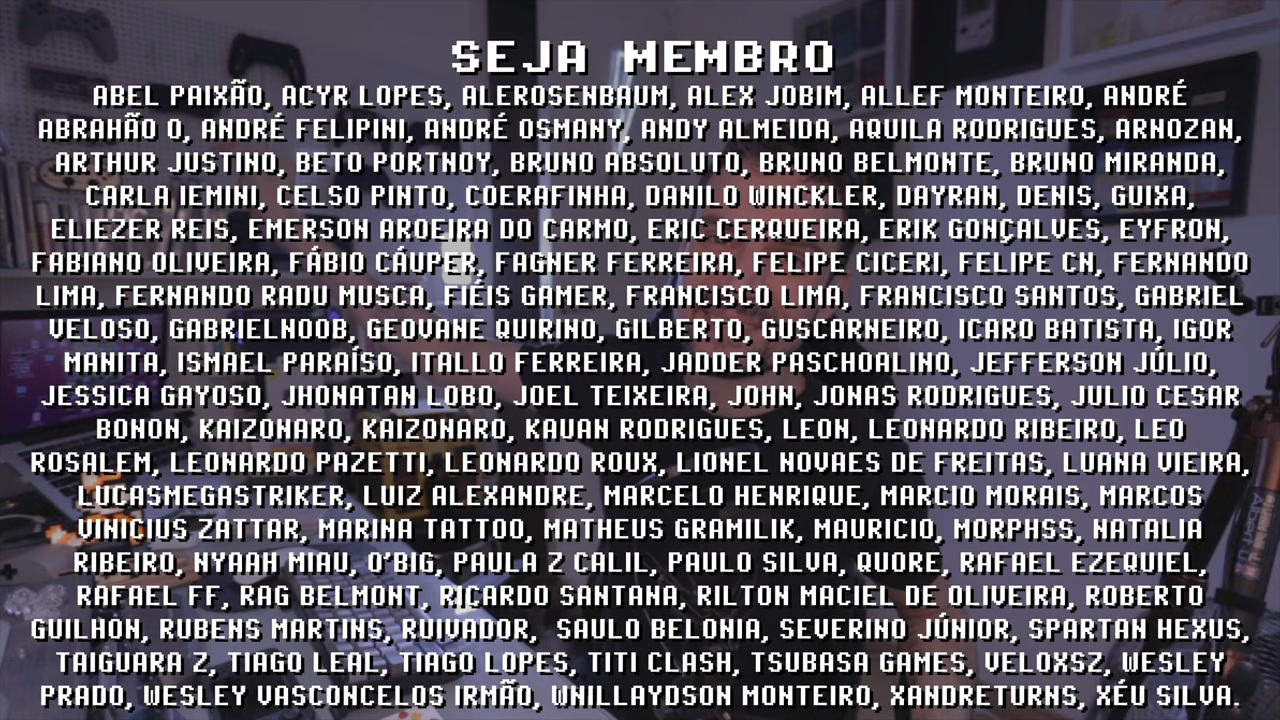 SEJA MEMBRO
ABEL PAIXÃO, ACYR LOPES, ALEROSENBAUM, ALEX JOBIM, ALLEF MONTEIRO, ANDRÉ
ABRAHÃO O, ANDRÉ FELIPINI, ANDRÉ OSMANY, ANDY ALMEIDA, AQUILA RODRIGUES, ARNOZAN,
ARTHUR JUSTINO, BETO PORTNOY, BRUNO ABSOLUTO, BRUNO BELMONTE, BRUNO MIRANDA,
CARLA IEMINI, CELSO PINTO, COERAFINHA, DANILO WINCKLER, DAYRAN, DENIS, GUIXA,
ELIEZER REIS, EMERSON AROEIRA DO CARMO, ERIC CERQUEIRA, ERIK GONÇALVES, EYFRON,
FABIANO OLIVEIRA, FÁBIO CÁUPER, FAGNER FERREIRA, FELIPE CICERI, FELIPE CN, FERNANDO
LIMA, FERNANDO RADU MUSCA, FIÉIS GAMER, FRANCISCO LIMA, FRANCISCO SANTOS, GABRIEL
VELOSO, GABRIELNOOB, GEOVANE QUIRINO, GILBERTO, GUSCARNEIRO, ICARO BATISTA, IGOR
MANITA, ISMAEL PARAÍSO, ITALLO FERREIRA, JADDER PASCHOALINO, JEFFERSON JÚLIO,
JESSICA GAYOSO, JHONATAN LOBO, JOEL TEIXEIRA, JOHN, JONAS RODRIGUES, JULIO CESAR
BONON, KAIZONARO, KAIZONARO, KAUAN RODRIGUES, LEON, LEONARDO RIBEIRO, LEO
ROSALEM, LEONARDO PAZETTI, LEONARDO ROUX, LIONEL NOVAES DE FREITAS, LUANA VIEIRA,
LUCASMEGASTRIKER, LUIZ ALEXANDRE, MARCELO HENRIQUE, MARCIO MORAIS, MARCOS
VINICIUS ZATTAR, MARINA TATTOO, MATHEUS GRAMILIK, MAURICIO, MORPHSS, NATALIA
RIBEIRO, NYAAH MIAU, O'BIG, PAULA Z CALIL, PAULO SILVA, QUORE, RAFAEL EZEQUIEL,
RAFAEL FF, RAG BELMONT, RICARDO SANTANA, RILTON MACIEL DE OLIVEIRA, ROBERTO
GUILHON, RUBENS MARTINS, RUIVADOR, SAULO BELONIA, SEVERINO JÚNIOR, SPARTAN HEXUS,
TAIGUARA Z, TIAGO LEAL, TIAGO LOPES, TITI CLASH, TSUBASA GAMES, VELOXSZ, WESLEY
PRADO, WESLEY VASCONCELOS IRMÃO, WNILLAYDSON MONTEIRO, XANDRETURNS, XÉU SILVA.